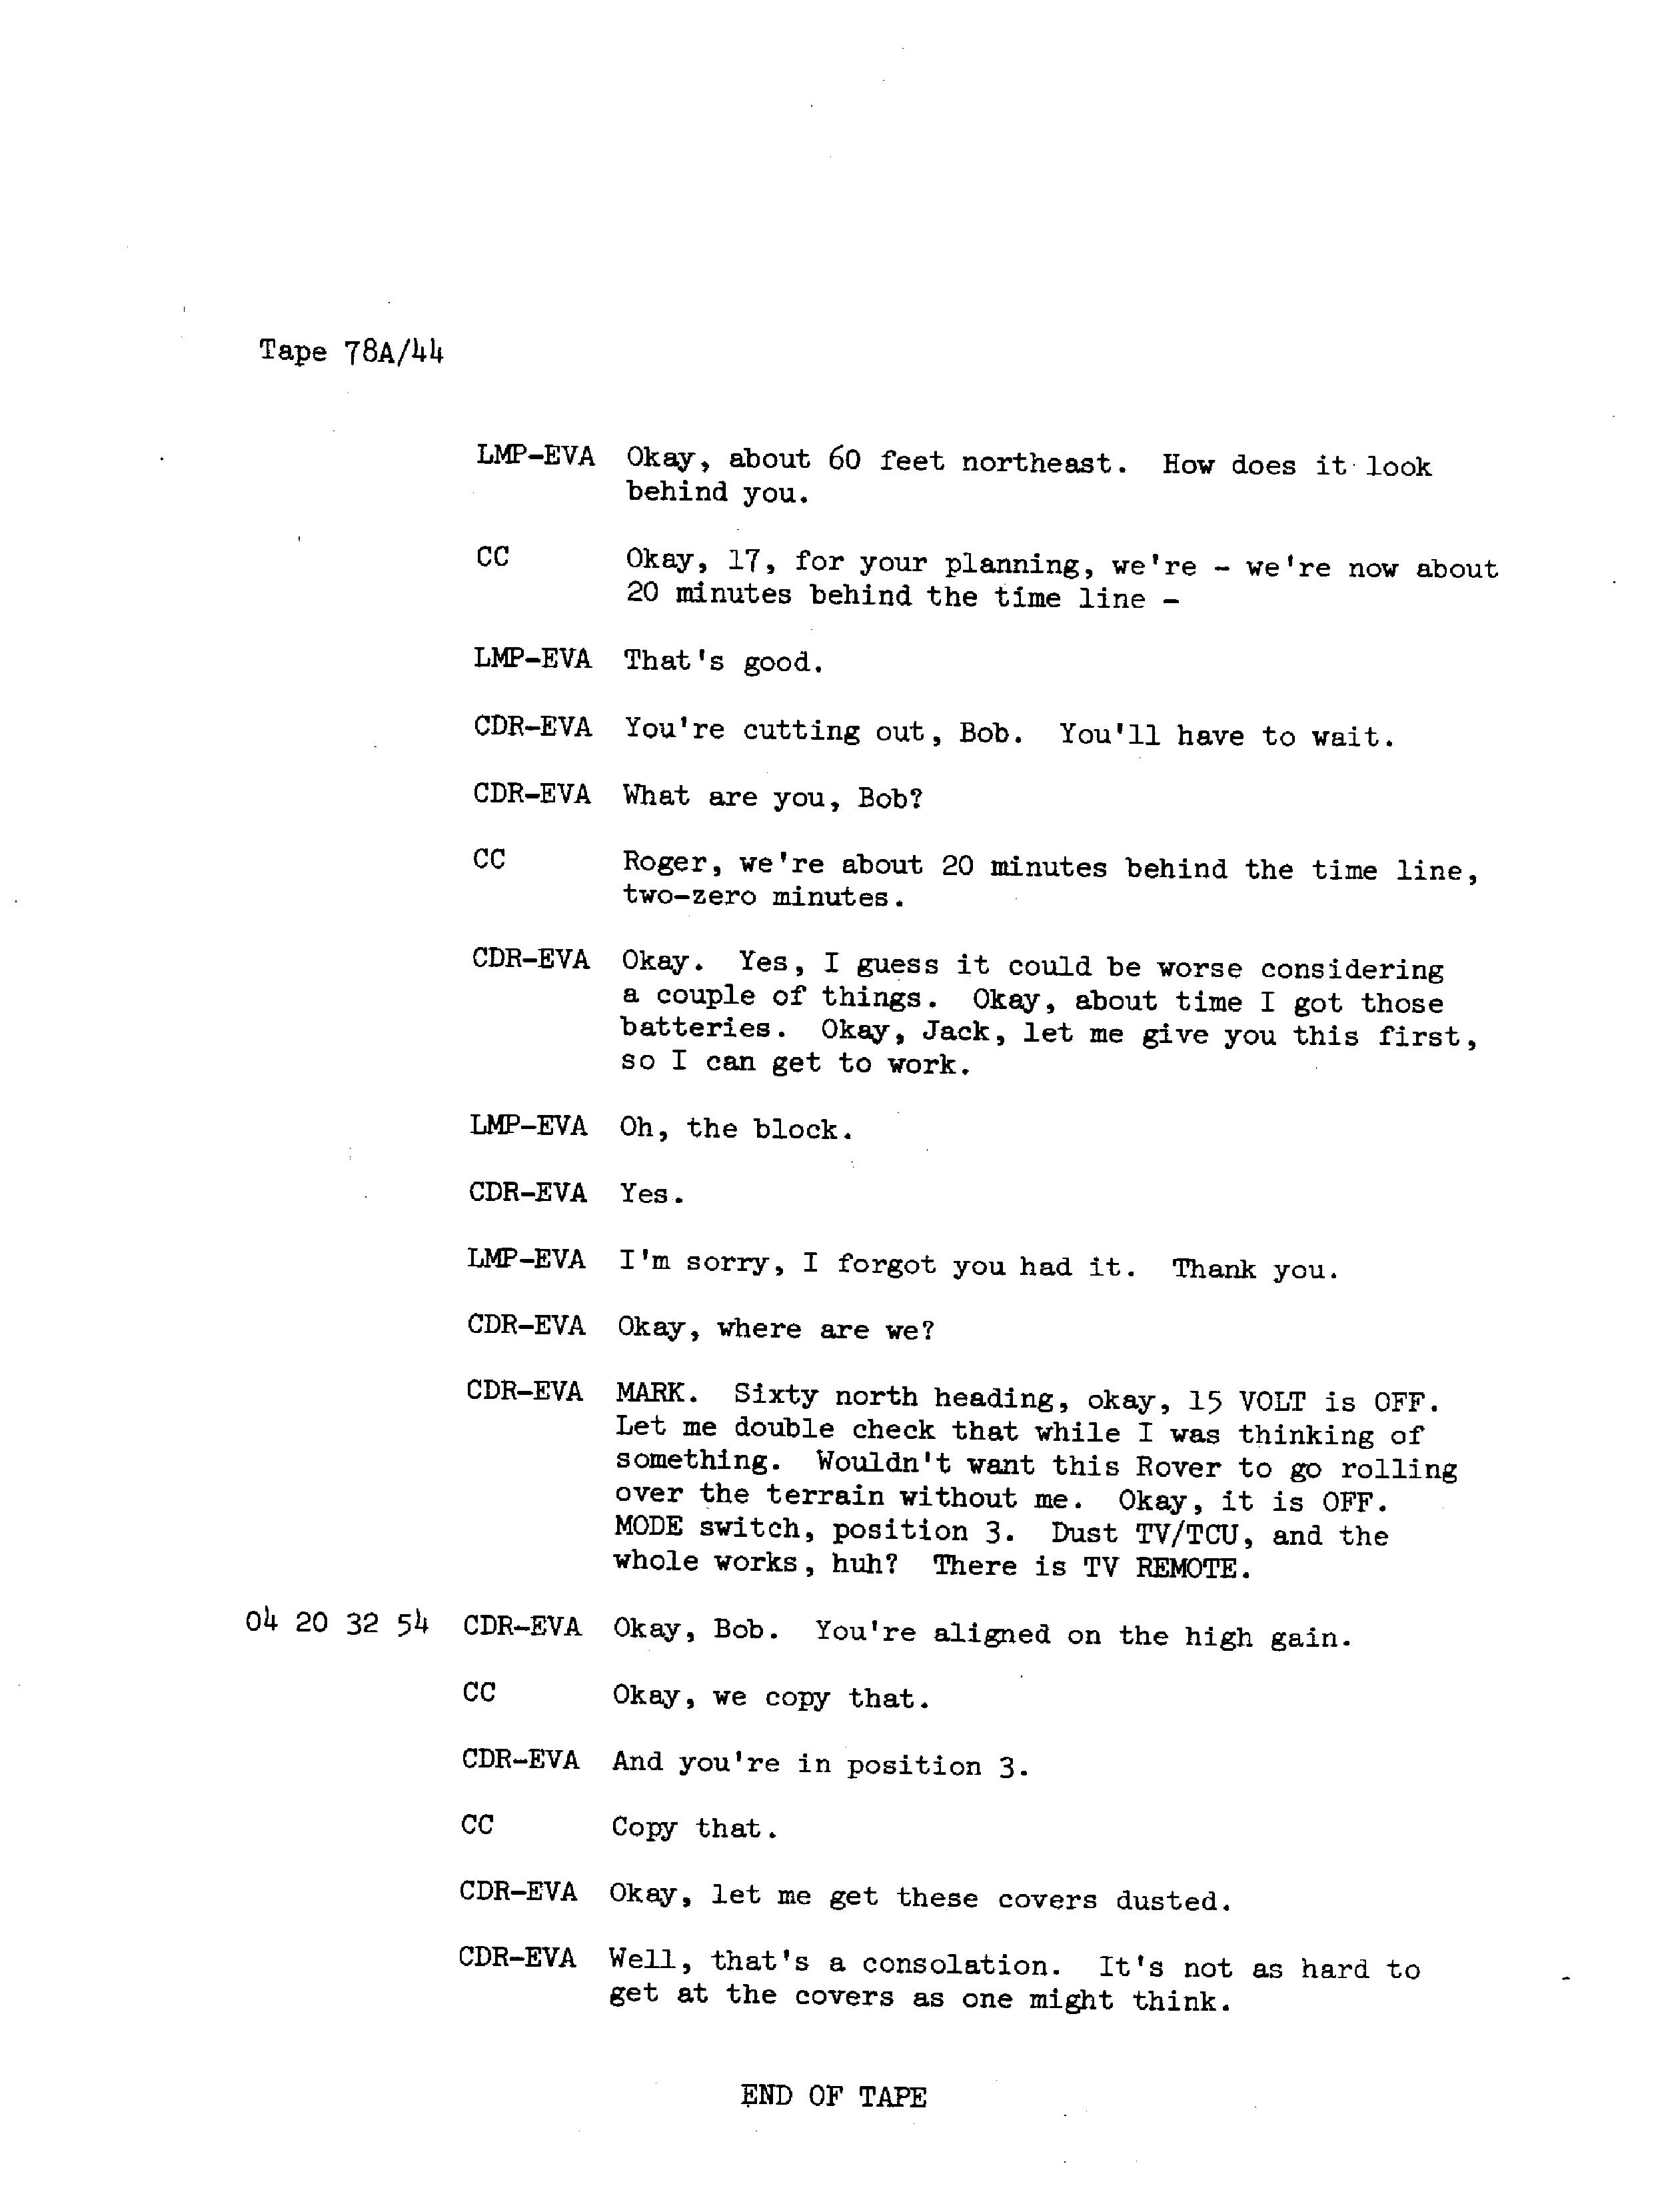 Tape 78A/44
LMP-EVA Okay, about 60 feet northeast. How does it look
behind you.
CC Okay, 17, for your planning, we're - we're now about
20 minutes behind the time line -
LMP-EVA That's good.
CDR-EVA You're cutting out, Bob. You'll have to wait.
CDR-EVA What are you, Bob?
CC Roger, we're about 20 minutes behind the time line,
two-zero minutes.
CDR-EVA Okay. Yes, I guess it could be worse considering
a couple of things. Okay, about time I got those
batteries. Okay, Jack, let me give you this first,
so I can get to work.
LMP-EVA Oh, the block.
CDR-EVA Yes.
LMP-EVA I'm sorry, I forgot you had it. Thank you.
CDR-EVA Okay, where are we?
CDR-EVA MARK. Sixty north heading, okay, 15 VOLT is OFF.
Let me double check that while I was thinking of
something. Wouldn't want this Rover to go rolling
over the terrain without me. Okay, it is OFF.
MODE switch, position 3. Dust TV/TCU, and the
whole works, huh? There is TV REMOTE.
04 20 32 54 CDR-EVA Okay, Bob. You're aligned on the high gain.
CC Okay, we copy that.
CDR-EVA And you're in position 3.
CC Copy that.
CDR-EVA Okay, let me get these covers dusted.
CDR-EVA Well, that's a consolation. It's not as hard to
get at the covers as one might think.
END OF TAPE